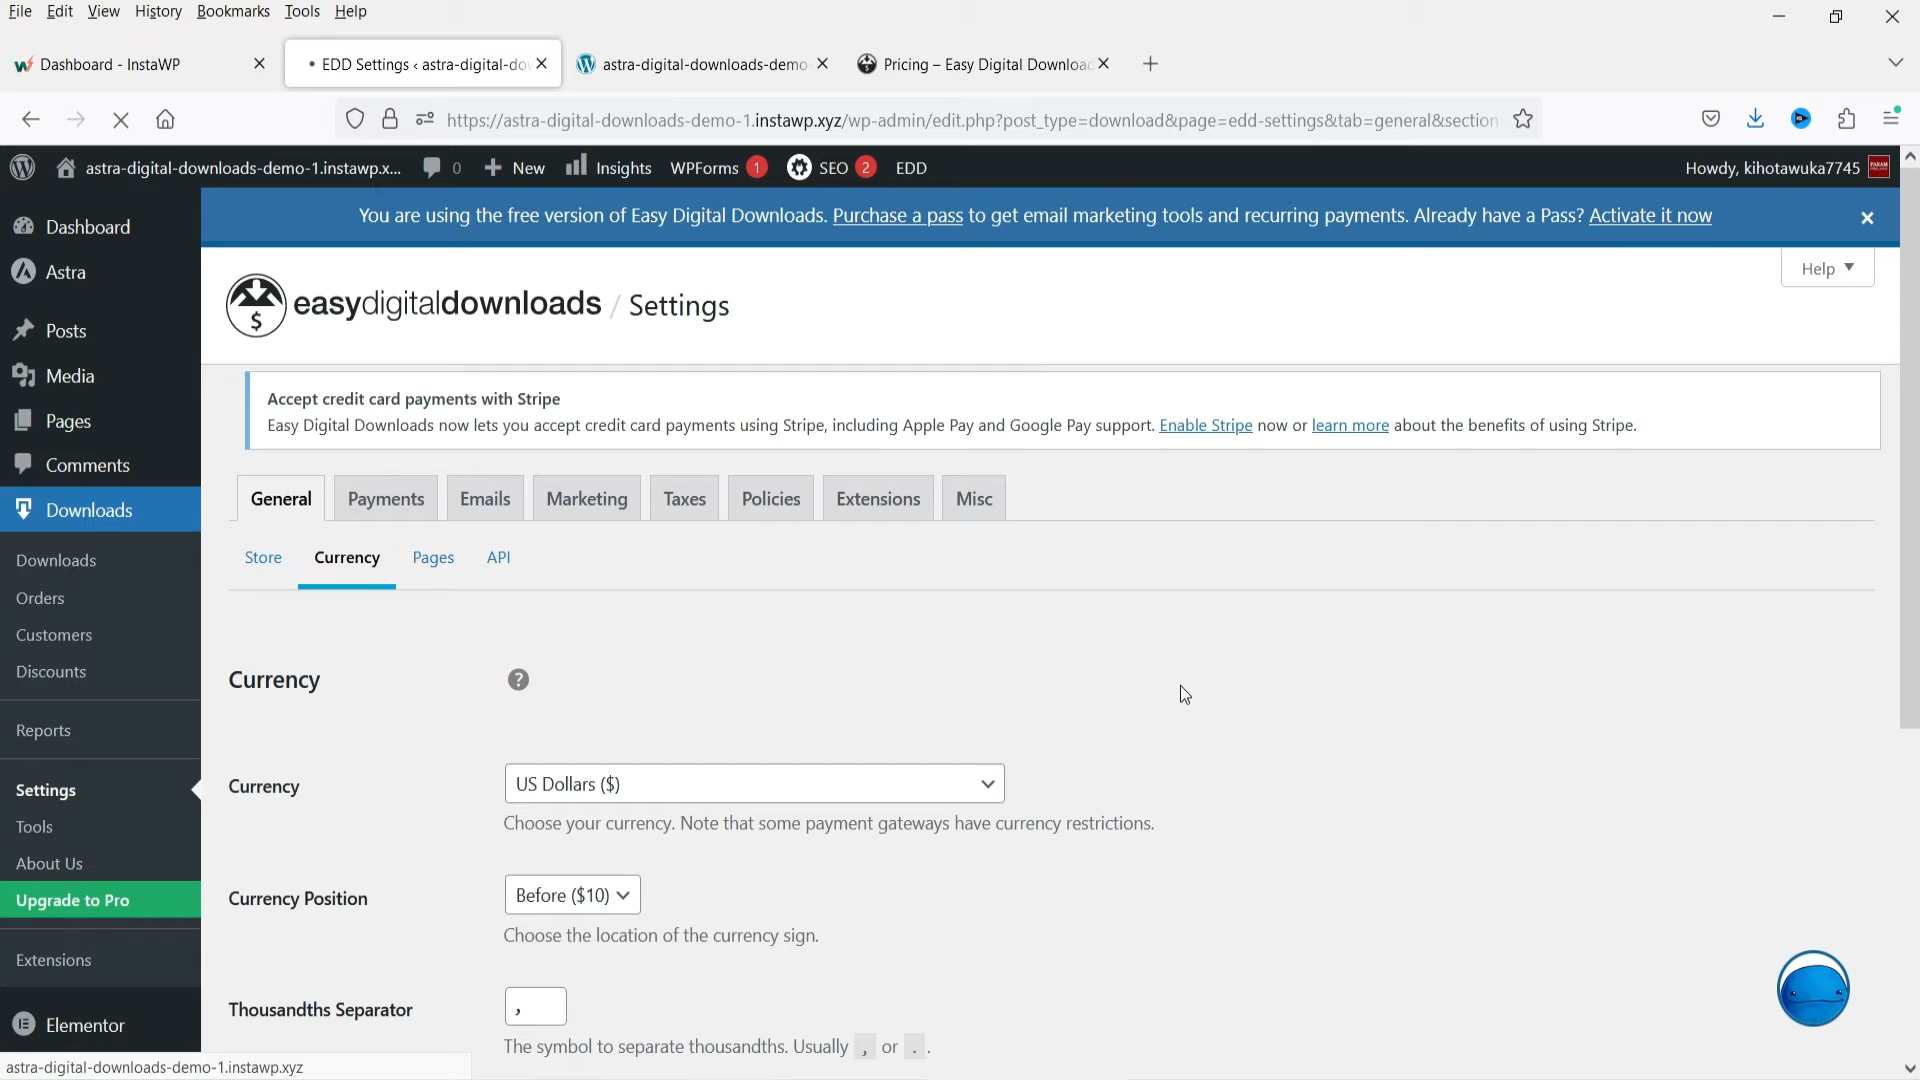 File Edit View History Bookmarks Tools Help
Dashboard - InstaWP
EDD Settings ‹ astra-digital-do
astra-digital-downloads-demo-
Pricing – Easy Digital Downloa
https://astra-digital-downloads-demo-1.instawp.xyz/wp-admin/edit.php?post_type=download&page=edd-settings&tab=general&section
astra-digital-downloads-demo-1.instawp.x... 0 New Insights WPForms 1 SEO 2 EDD Howdy, kihotawuka7745
You are using the free version of Easy Digital Downloads. Purchase a pass to get email marketing tools and recurring payments. Already have a Pass? Activate it now
Dashboard
Astra
Posts
Media
Pages
Comments
Downloads
Downloads
Orders
Customers
Discounts
Reports
Settings
Tools
About Us
Upgrade to Pro
Extensions
Elementor
Help
$ easydigitaldownloads / Settings
Accept credit card payments with Stripe
Easy Digital Downloads now lets you accept credit card payments using Stripe, including Apple Pay and Google Pay support. Enable Stripe now or learn more about the benefits of using Stripe.
General Payments Emails Marketing Taxes Policies Extensions Misc
Store Currency Pages API
Currency ?
Currency US Dollars ($)
Choose your currency. Note that some payment gateways have currency restrictions.
Currency Position Before ($10)
Choose the location of the currency sign.
Thousandths Separator ,
The symbol to separate thousandths. Usually , or . .
astra-digital-downloads-demo-1.instawp.xyz